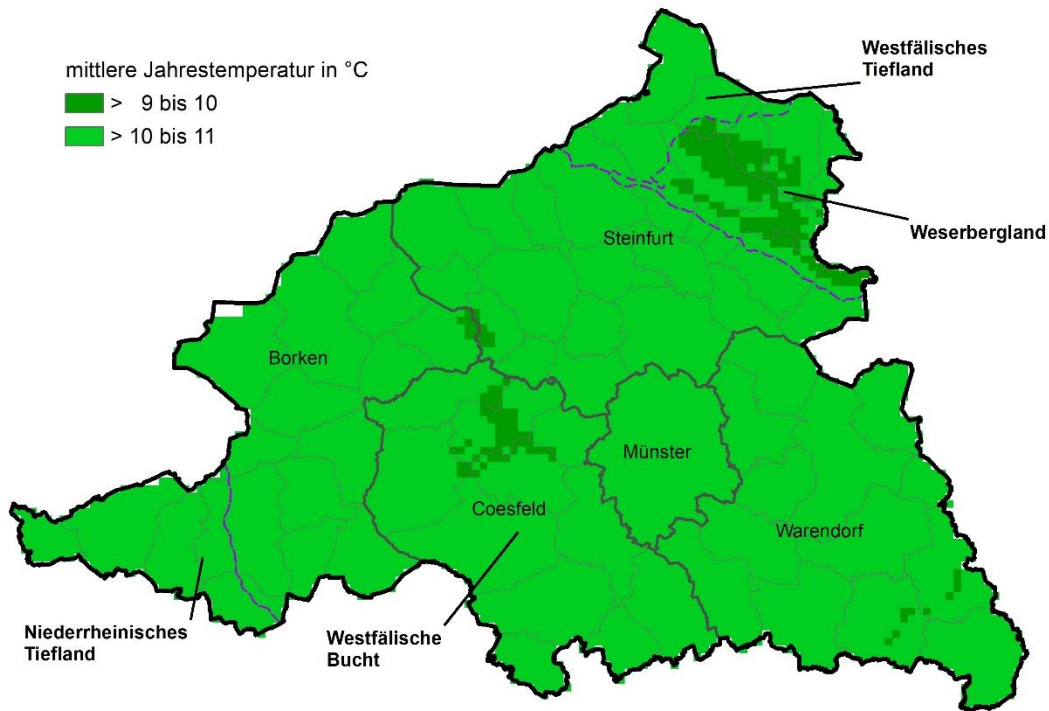 mittlere Jahrestemperatur in °C
> 9 bis 10
> 10 bis 11
Westfälisches
Tiefland
Weserbergland
Steinfurt
Borken
Münster
Coesfeld
Warendorf
Niederrheinisches
Tiefland
Westfälische
Bucht